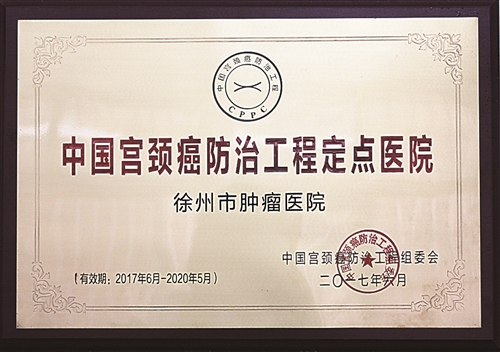 中国宫颈癌防治工程
CPPC
中国宫颈癌防治工程定点医院
徐州市肿瘤医院
中国宫颈癌防治工程组委会
【有效期：2017年6月-2020年5月】
二〇一七年六月